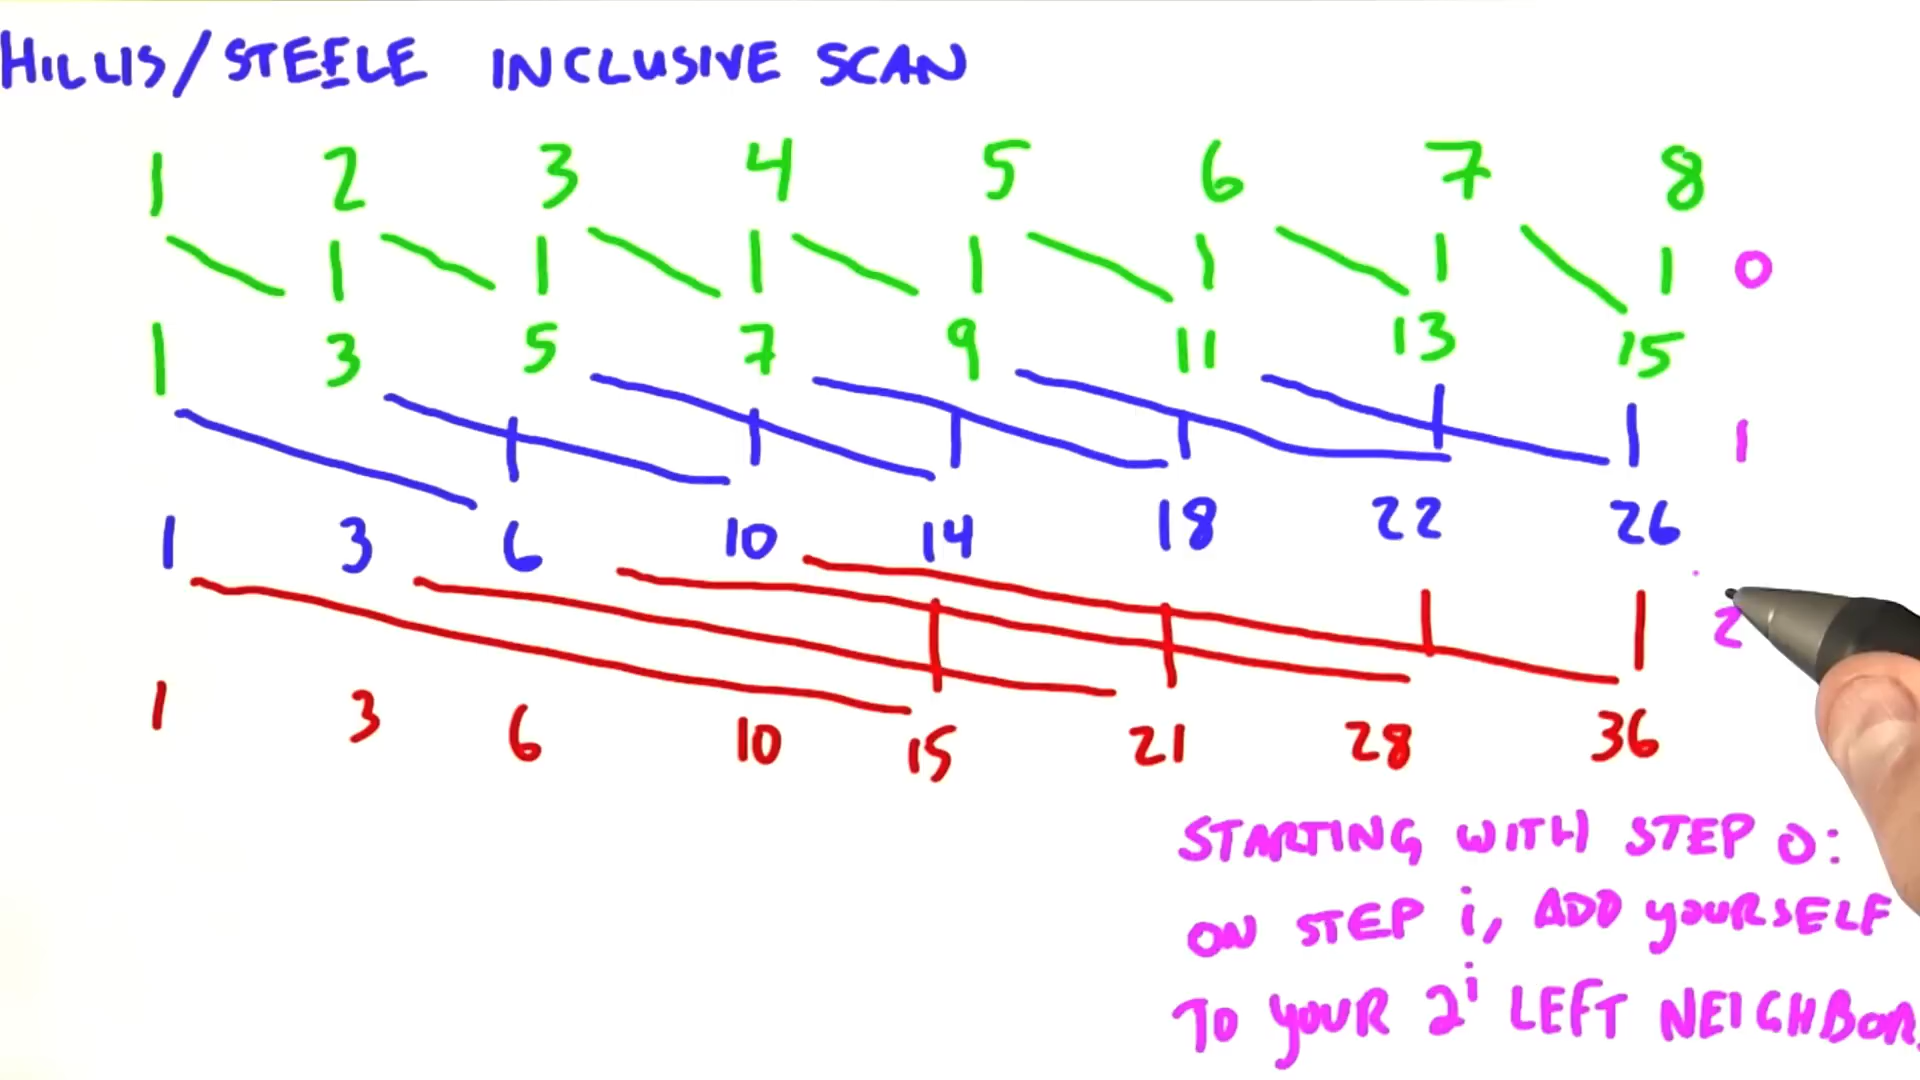 HILLIS/STEELE INCLUSIVE SCAN
1 2 3 4 5 6 7 8
0
1 3 5 7 9 11 13 15
1
1 3 6 10 14 18 22 26
2
1 3 6 10 15 21 28 36
STARTING WITH STEP 0:
ON STEP i, ADD YOURSELF
TO YOUR 2^i LEFT NEIGHBOR.